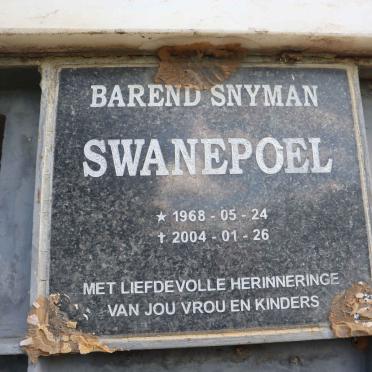 BAREND SNYMAN
SWANEPOEL
★ 1968 - 05 - 24
† 2004 - 01 - 26
MET LIEFDEVOLLE HERINNERINGE
VAN JOU VROU EN KINDERS